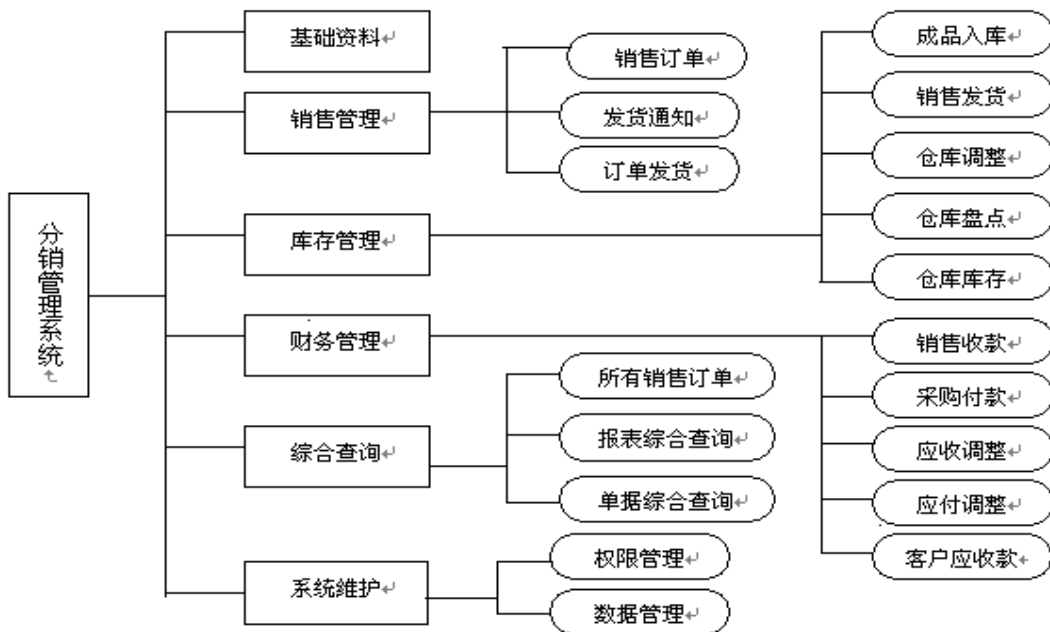 分销管理系统
基础资料
销售管理
销售订单
发货通知
订单发货
库存管理
成品入库
销售发货
仓库调整
仓库盘点
仓库库存
财务管理
销售收款
采购付款
应收调整
应付调整
客户应收款
综合查询
所有销售订单
报表综合查询
单据综合查询
系统维护
权限管理
数据管理